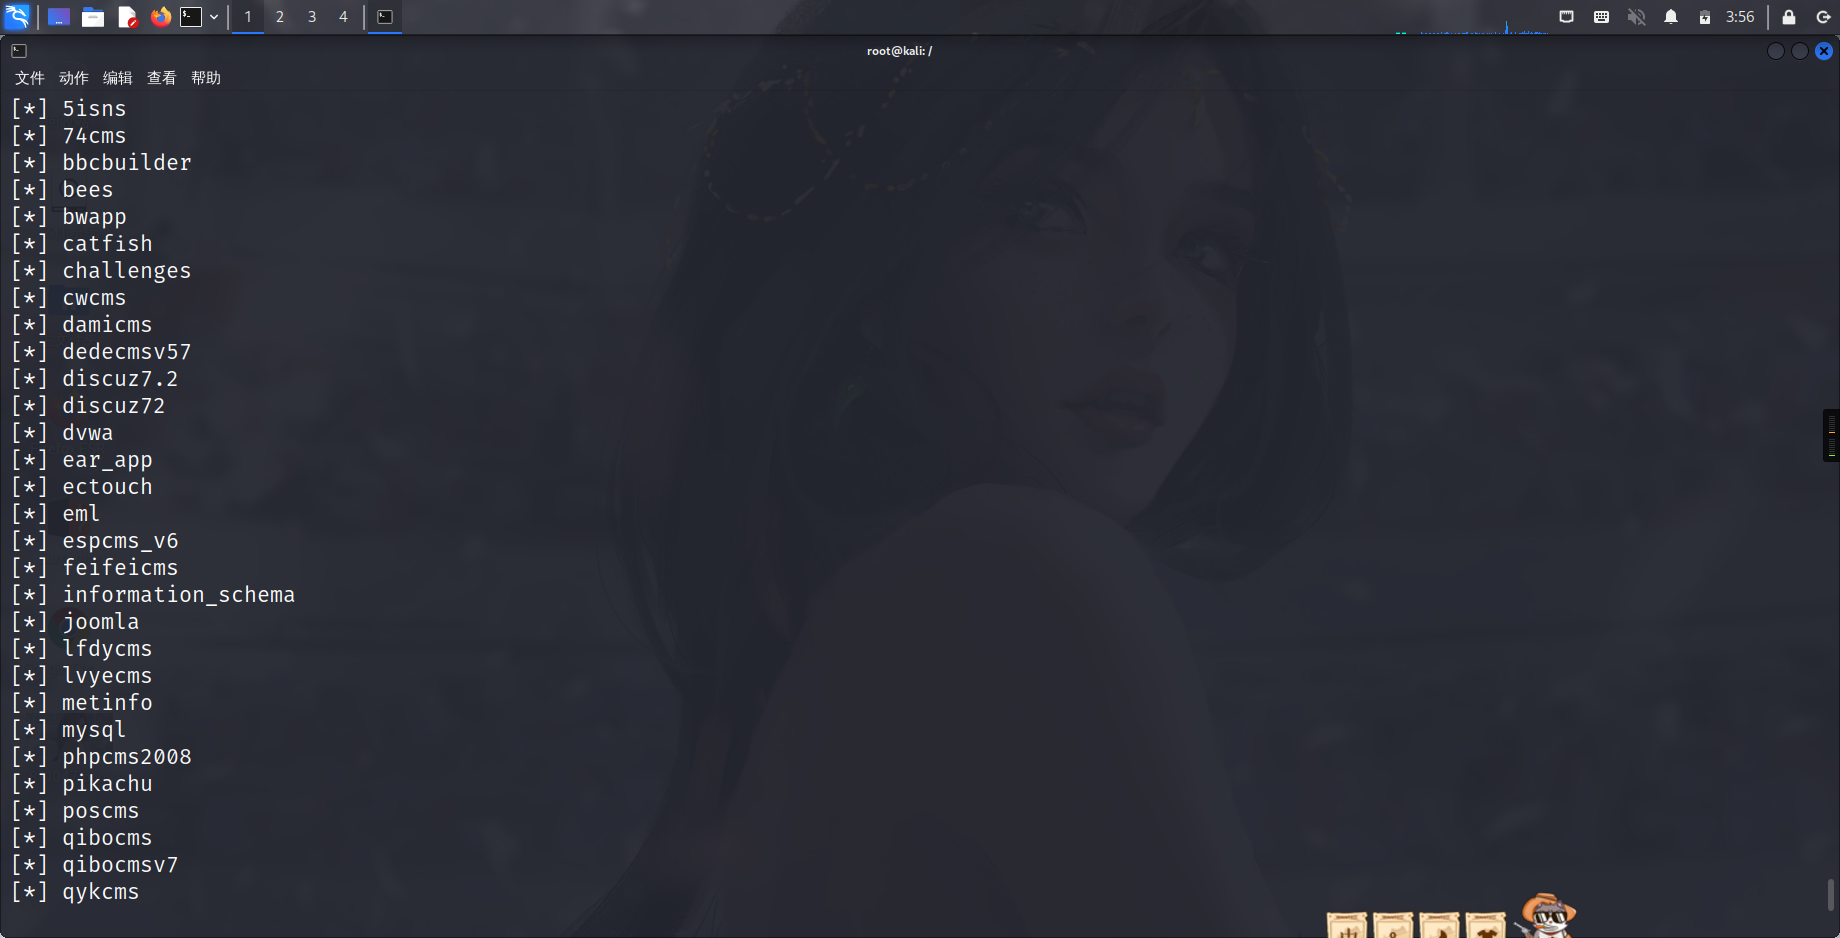 1 2 3 4 3:56
root@kali: /
文件 动作 编辑 查看 帮助
[*] 5isns
[*] 74cms
[*] bbcbuilder
[*] bees
[*] bwapp
[*] catfish
[*] challenges
[*] cwcms
[*] damicms
[*] dedecmsv57
[*] discuz7.2
[*] discuz72
[*] dvwa
[*] ear_app
[*] ectouch
[*] eml
[*] espcms_v6
[*] feifeicms
[*] information_schema
[*] joomla
[*] lfdycms
[*] lvyecms
[*] metinfo
[*] mysql
[*] phpcms2008
[*] pikachu
[*] poscms
[*] qibocms
[*] qibocmsv7
[*] qykcms